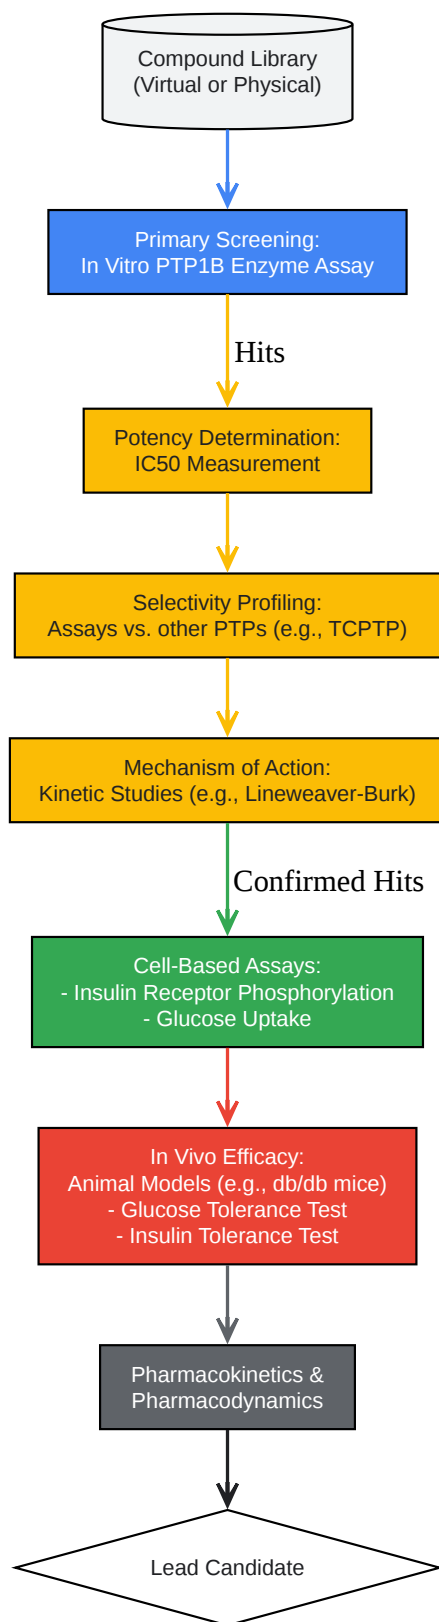 Compound Library
(Virtual or Physical)
Primary Screening:
In Vitro PTP1B Enzyme Assay
Hits
Potency Determination:
IC50 Measurement
Selectivity Profiling:
Assays vs. other PTPs (e.g., TCPTP)
Mechanism of Action:
Kinetic Studies (e.g., Lineweaver-Burk)
Confirmed Hits
Cell-Based Assays:
- Insulin Receptor Phosphorylation
- Glucose Uptake
In Vivo Efficacy:
Animal Models (e.g., db/db mice)
- Glucose Tolerance Test
- Insulin Tolerance Test
Pharmacokinetics &
Pharmacodynamics
Lead Candidate